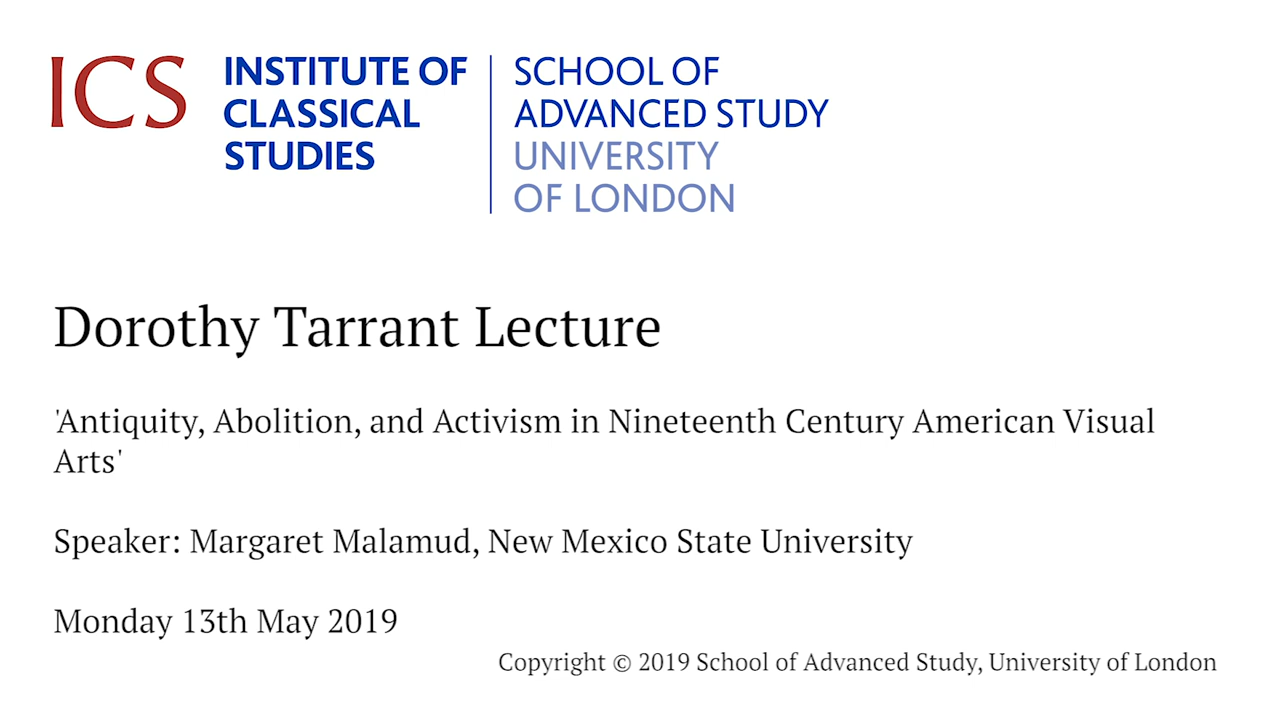 ICS
INSTITUTE OF
CLASSICAL
STUDIES
SCHOOL OF
ADVANCED STUDY
UNIVERSITY
OF LONDON
Dorothy Tarrant Lecture
'Antiquity, Abolition, and Activism in Nineteenth Century American Visual
Arts'
Speaker: Margaret Malamud, New Mexico State University
Monday 13th May 2019
Copyright © 2019 School of Advanced Study, University of London